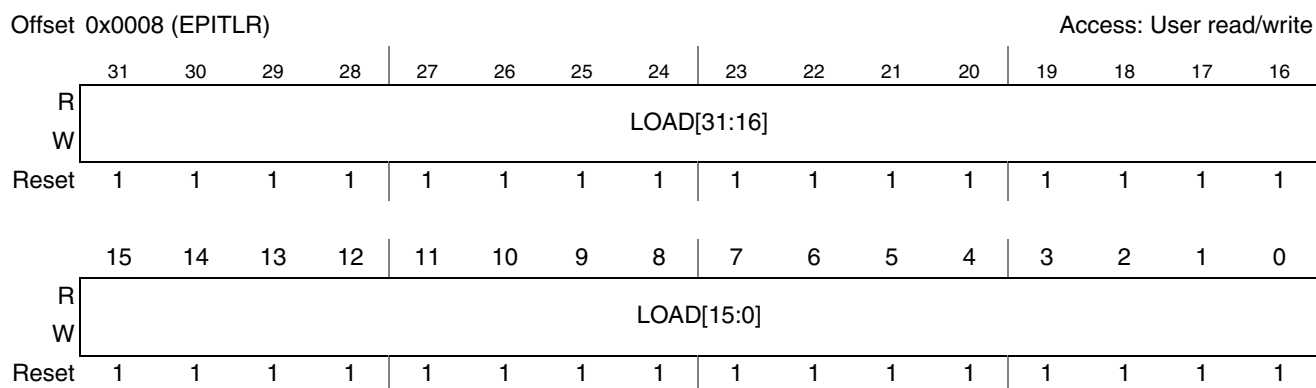 Offset 0x0008 (EPITLR) Access: User read/write
31 30 29 28 27 26 25 24 23 22 21 20 19 18 17 16
R
LOAD[31:16]
W
Reset 1 1 1 1 1 1 1 1 1 1 1 1 1 1 1 1
15 14 13 12 11 10 9 8 7 6 5 4 3 2 1 0
R
LOAD[15:0]
W
Reset 1 1 1 1 1 1 1 1 1 1 1 1 1 1 1 1